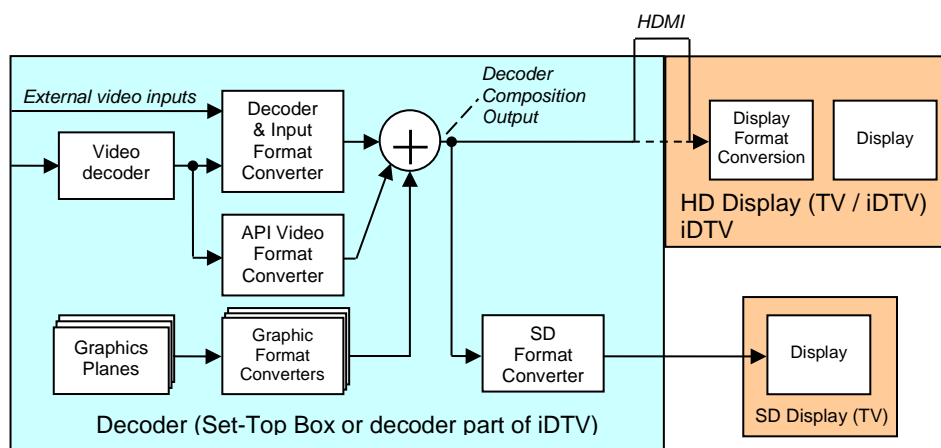 HDMI
External video inputs
Decoder
& Input
Format
Converter
Decoder
Composition
Output
Video
decoder
Display
Format
Conversion
Display
HD Display (TV / iDTV)
iDTV
API Video
Format
Converter
Graphics
Planes
Graphic
Format
Converters
SD
Format
Converter
Display
SD Display (TV)
Decoder (Set-Top Box or decoder part of iDTV)